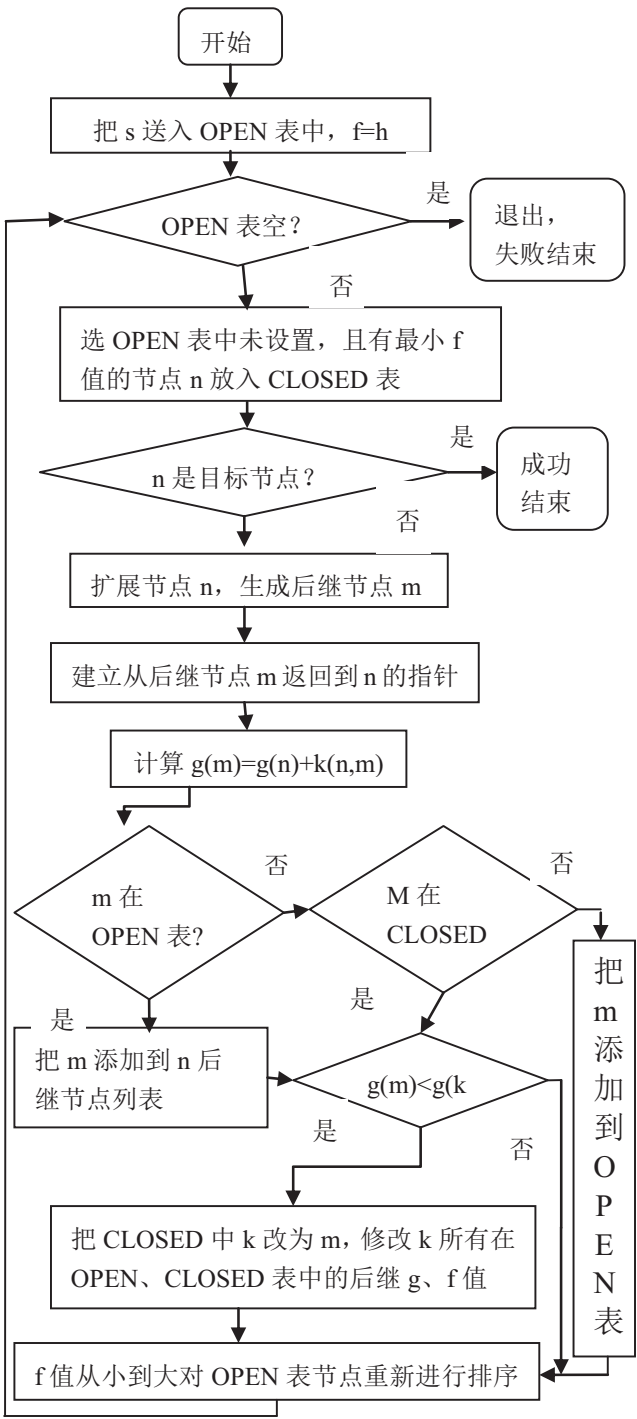 开始
把 s 送入 OPEN 表中，f=h
OPEN 表空？
是
退出，
失败结束
否
选 OPEN 表中未设置，且有最小 f
值的节点 n 放入 CLOSED 表
n 是目标节点？
是
成功
结束
否
扩展节点 n，生成后继节点 m
建立从后继节点 m 返回到 n 的指针
计算 g(m)=g(n)+k(n,m)
m 在
OPEN 表?
否
M 在
CLOSED
否
是
把 m 添加到 n 后
继节点列表
是
g(m)<g(k
是
否
把 m 添加到 OPEN 表
把 CLOSED 中 k 改为 m，修改 k 所有在
OPEN、CLOSED 表中的后继 g、f 值
f 值从小到大对 OPEN 表节点重新进行排序